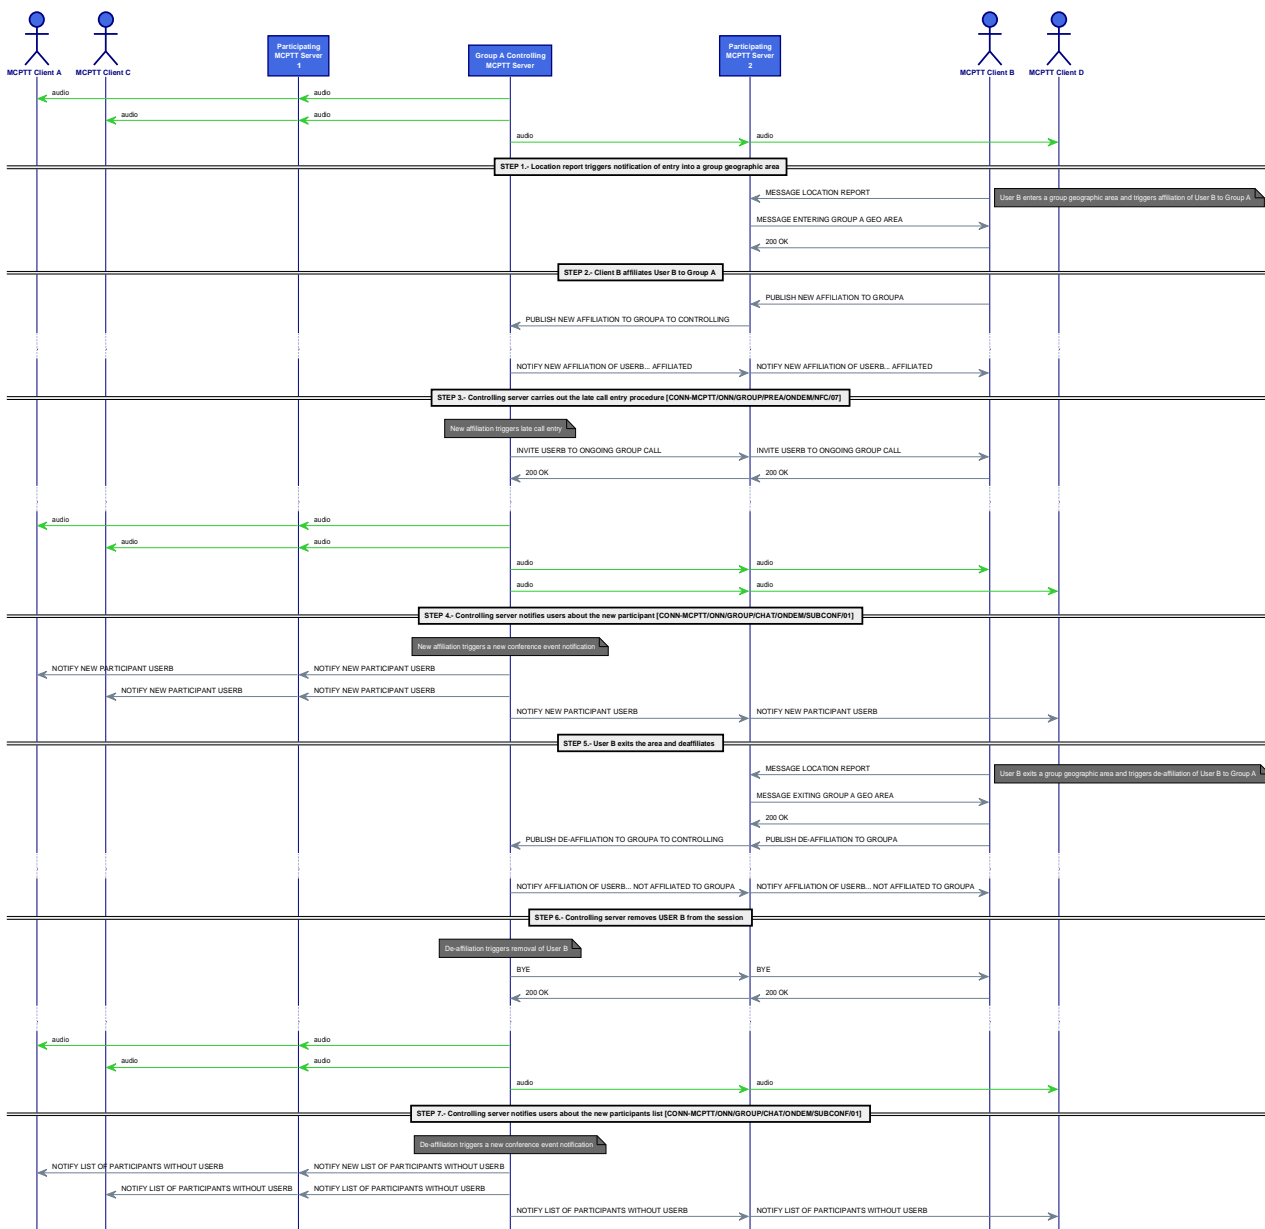 MCPTT Client A
MCPTT Client C
Participating
MCPTT Server
1
Group A Controlling
MCPTT Server
Participating
MCPTT Server
2
MCPTT Client B
MCPTT Client D
audio
audio
audio
audio
audio
audio
STEP 1.- Location report triggers notification of entry into a group geographic area
MESSAGE LOCATION REPORT
User B enters a group geographic area and triggers affiliation of User B to Group A
MESSAGE ENTERING GROUP A GEO AREA
200 OK
STEP 2.- Client B affiliates User B to Group A
PUBLISH NEW AFFILIATION TO GROUPA
PUBLISH NEW AFFILIATION TO GROUPA TO CONTROLLING
NOTIFY NEW AFFILIATION OF USERB... AFFILIATED
NOTIFY NEW AFFILIATION OF USERB... AFFILIATED
STEP 3.- Controlling server carries out the late call entry procedure [CONN-MCPTT/ONN/GROUP/PREA/ONDEM/NFC/07]
New affiliation triggers late call entry
INVITE USERB TO ONGOING GROUP CALL
INVITE USERB TO ONGOING GROUP CALL
200 OK
200 OK
audio
audio
audio
audio
audio
audio
audio
audio
STEP 4.- Controlling server notifies users about the new participant [CONN-MCPTT/ONN/GROUP/CHAT/ONDEM/SUBCONF/01]
New affiliation triggers a new conference event notification
NOTIFY NEW PARTICIPANT USERB
NOTIFY NEW PARTICIPANT USERB
NOTIFY NEW PARTICIPANT USERB
NOTIFY NEW PARTICIPANT USERB
NOTIFY NEW PARTICIPANT USERB
NOTIFY NEW PARTICIPANT USERB
STEP 5.- User B exits the area and deaffiliates
MESSAGE LOCATION REPORT
User B exits a group geographic area and triggers de-affiliation of User B to Group A
MESSAGE EXITING GROUP A GEO AREA
200 OK
PUBLISH DE-AFFILIATION TO GROUPA TO CONTROLLING
PUBLISH DE-AFFILIATION TO GROUPA
NOTIFY AFFILIATION OF USERB... NOT AFFILIATED TO GROUPA
NOTIFY AFFILIATION OF USERB... NOT AFFILIATED TO GROUPA
STEP 6.- Controlling server removes USER B from the session
De-affiliation triggers removal of User B
BYE
BYE
200 OK
200 OK
audio
audio
audio
audio
audio
audio
STEP 7.- Controlling server notifies users about the new participants list [CONN-MCPTT/ONN/GROUP/CHAT/ONDEM/SUBCONF/01]
De-affiliation triggers a new conference event notification
NOTIFY LIST OF PARTICIPANTS WITHOUT USERB
NOTIFY NEW LIST OF PARTICIPANTS WITHOUT USERB
NOTIFY LIST OF PARTICIPANTS WITHOUT USERB
NOTIFY LIST OF PARTICIPANTS WITHOUT USERB
NOTIFY LIST OF PARTICIPANTS WITHOUT USERB
NOTIFY LIST OF PARTICIPANTS WITHOUT USERB